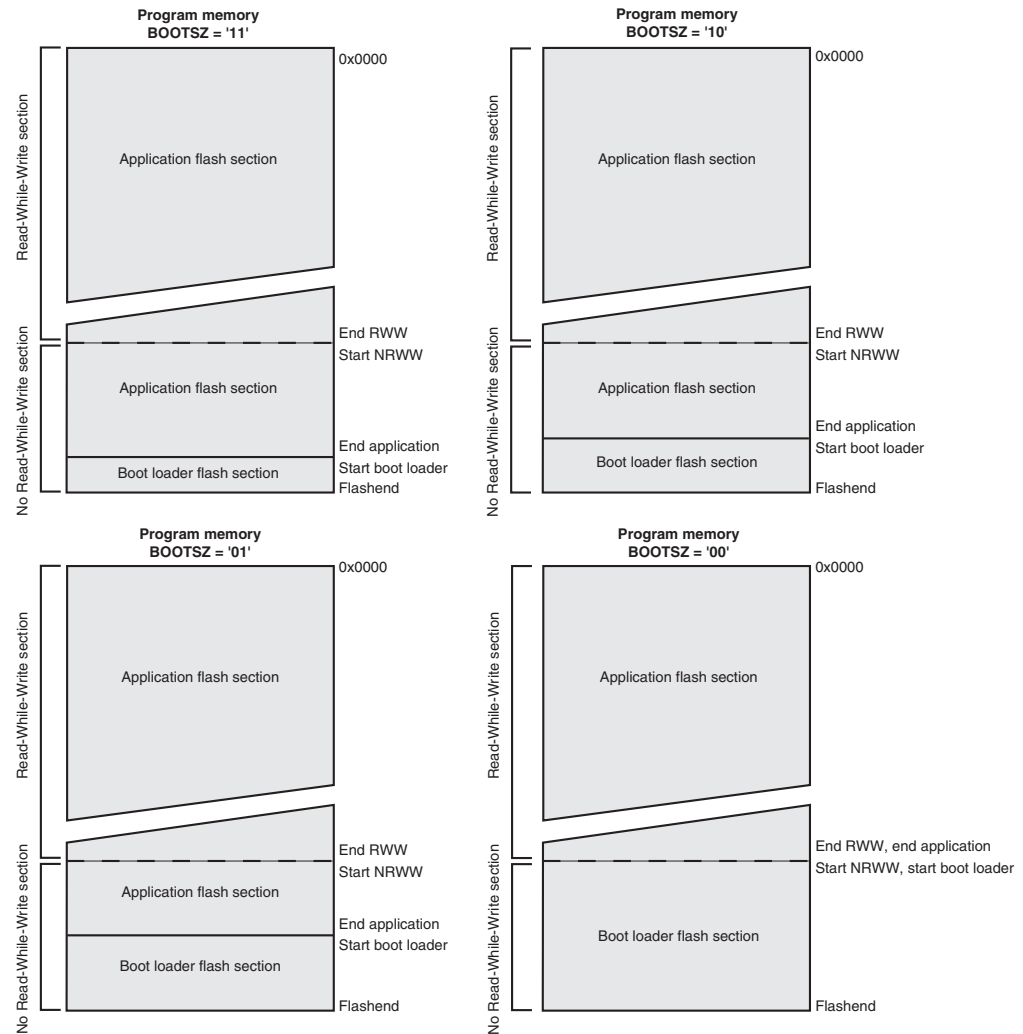 Program memory
BOOTSZ = '11'
0x0000
Read-While-Write section
Application flash section
End RWW
Start NRWW
No Read-While-Write section
Application flash section
End application
Start boot loader
Boot loader flash section
Flashend
Program memory
BOOTSZ = '10'
0x0000
Read-While-Write section
Application flash section
End RWW
Start NRWW
No Read-While-Write section
Application flash section
End application
Start boot loader
Boot loader flash section
Flashend
Program memory
BOOTSZ = '01'
0x0000
Read-While-Write section
Application flash section
End RWW
Start NRWW
No Read-While-Write section
Application flash section
End application
Start boot loader
Boot loader flash section
Flashend
Program memory
BOOTSZ = '00'
0x0000
Read-While-Write section
Application flash section
End RWW, end application
Start NRWW, start boot loader
No Read-While-Write section
Boot loader flash section
Flashend